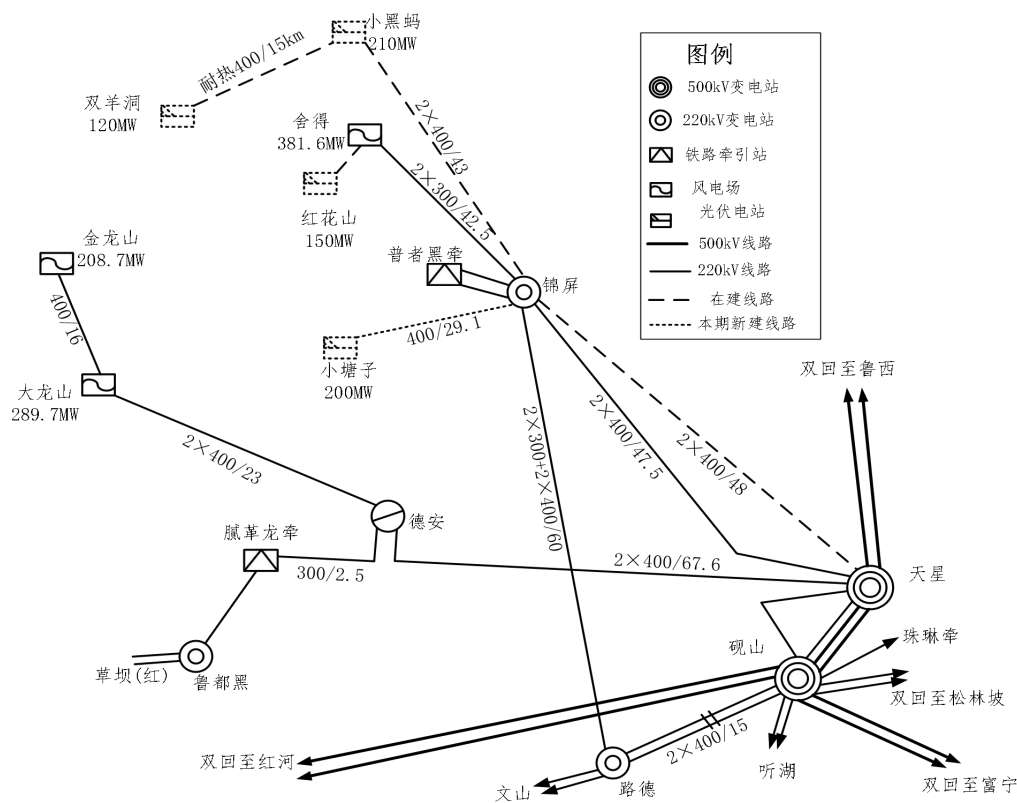 小黑蚂
210MW
耐热400/15km
双羊洞
120MW
舍得
381.6MW
2×400/43
2×300/42.5
红花山
150MW
金龙山
208.7MW
400/16
普者黑牵
锦屏
400/29.1
小塘子
200MW
大龙山
289.7MW
2×400/23
2×300+2×400/60
2×400/47.5
2×400/48
德安
腻革龙牵
300/2.5
2×400/67.6
天星
双回至鲁西
草坝(红)
鲁都黑
砚山
珠琳牵
双回至松林坡
双回至红河
2×400/15
听湖
双回至富宁
文山
路德
图例
500kV变电站
220kV变电站
铁路牵引站
风电场
光伏电站
500kV线路
220kV线路
在建线路
本期新建线路